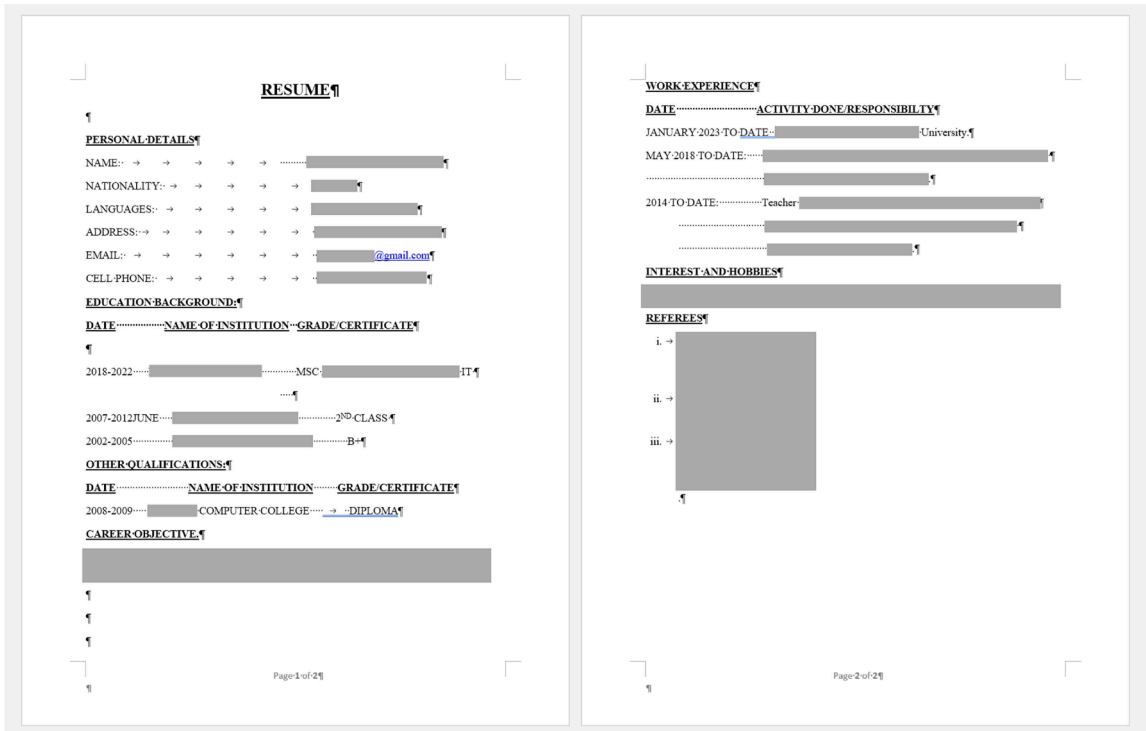 RESUME
PERSONAL DETAILS
NAME:
NATIONALITY:
LANGUAGES:
ADDRESS:
EMAIL: @gmail.com
CELL PHONE:
EDUCATION BACKGROUND:
DATE NAME OF INSTITUTION GRADE/CERTIFICATE
2018-2022 MSC IT
2007-2012JUNE 2ND CLASS
2002-2005 B+
OTHER QUALIFICATIONS:
DATE NAME OF INSTITUTION GRADE/CERTIFICATE
2008-2009 COMPUTER COLLEGE DIPLOMA
CAREER OBJECTIVE.
Page 1 of 2
WORK EXPERIENCE
DATE ACTIVITY DONE/RESPONSIBILTY
JANUARY 2023 TO DATE University.
MAY 2018 TO DATE: .
.
2014 TO DATE: Teacher
.
.
INTEREST AND HOBBIES
REFEREES
i.
ii.
iii.
.
Page 2 of 2